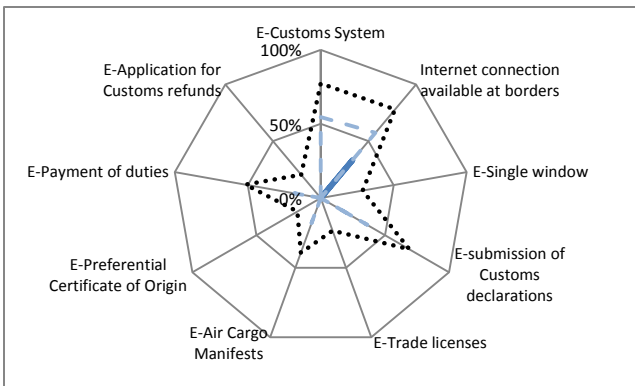 E-Customs System
100%
E-Application for
Customs refunds
Internet connection
available at borders
50%
E-Payment of duties
0%
E-Single window
E-Preferential
Certificate of Origin
E-submission of
Customs
declarations
E-Air Cargo
Manifests
E-Trade licenses